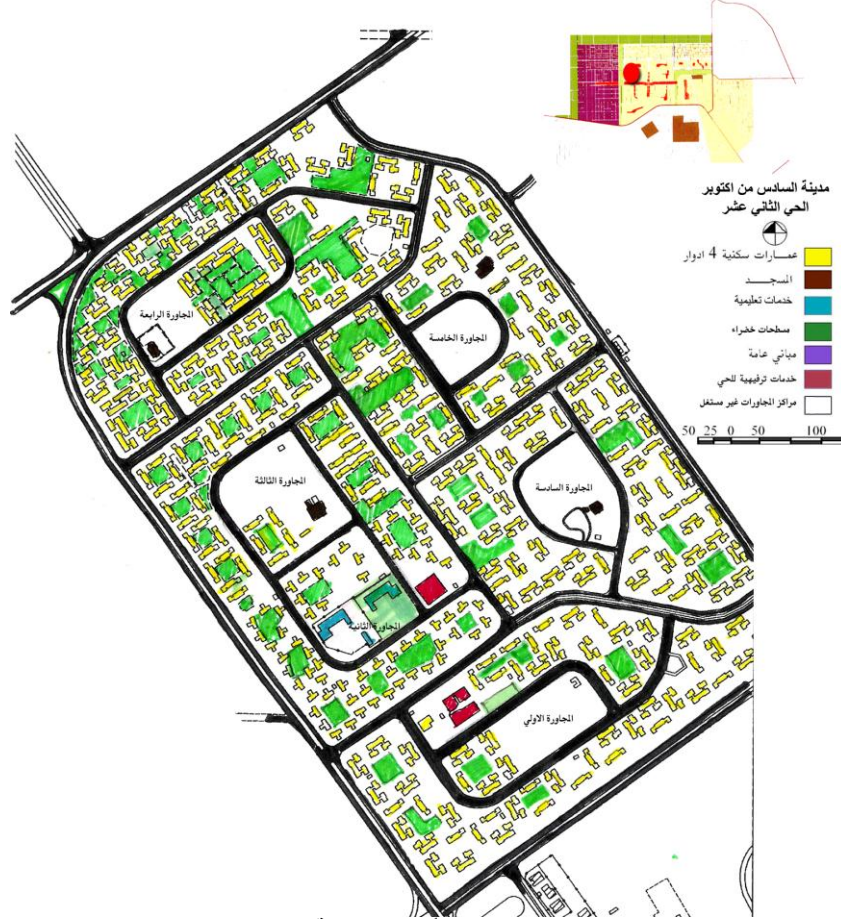 مدينة السادس من اكتوبر
الحي الثاني عشر
عمـــارات سكنية 4 ادوار
المسجـــــد
خدمات تعليمية
مسطحات خضراء
مباني عامة
خدمات ترفيهية للحي
مراكز المجاورات غير مستغل
50 25 0 50 100
المجاورة الرابعة
المجاورة الخامسة
المجاورة الثالثة
المجاورة السادسة
المجاورة الثانية
المجاورة الاولي